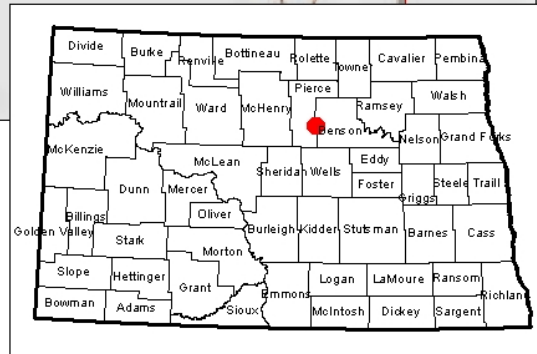 Divide
Burke
Renville
Bottineau
Rolette
Towne
Cavalier
Pembina
Williams
Mountrail
Ward
McHenry
Pierce
Ramsey
Walsh
Benson
Nelson
Grand Forks
McKenzie
McLean
Sheridan
Wells
Eddy
Foster
Dunn
Mercer
Oliver
Griggs
Steele
Traill
Billings
Golden Valley
Stark
Morton
Burleigh
Kidder
Stutsman
Barnes
Cass
Slope
Hettinger
Grant
Emmons
Logan
LaMoure
Ransom
Richlan
Bowman
Adams
Sioux
McIntosh
Dickey
Sargent